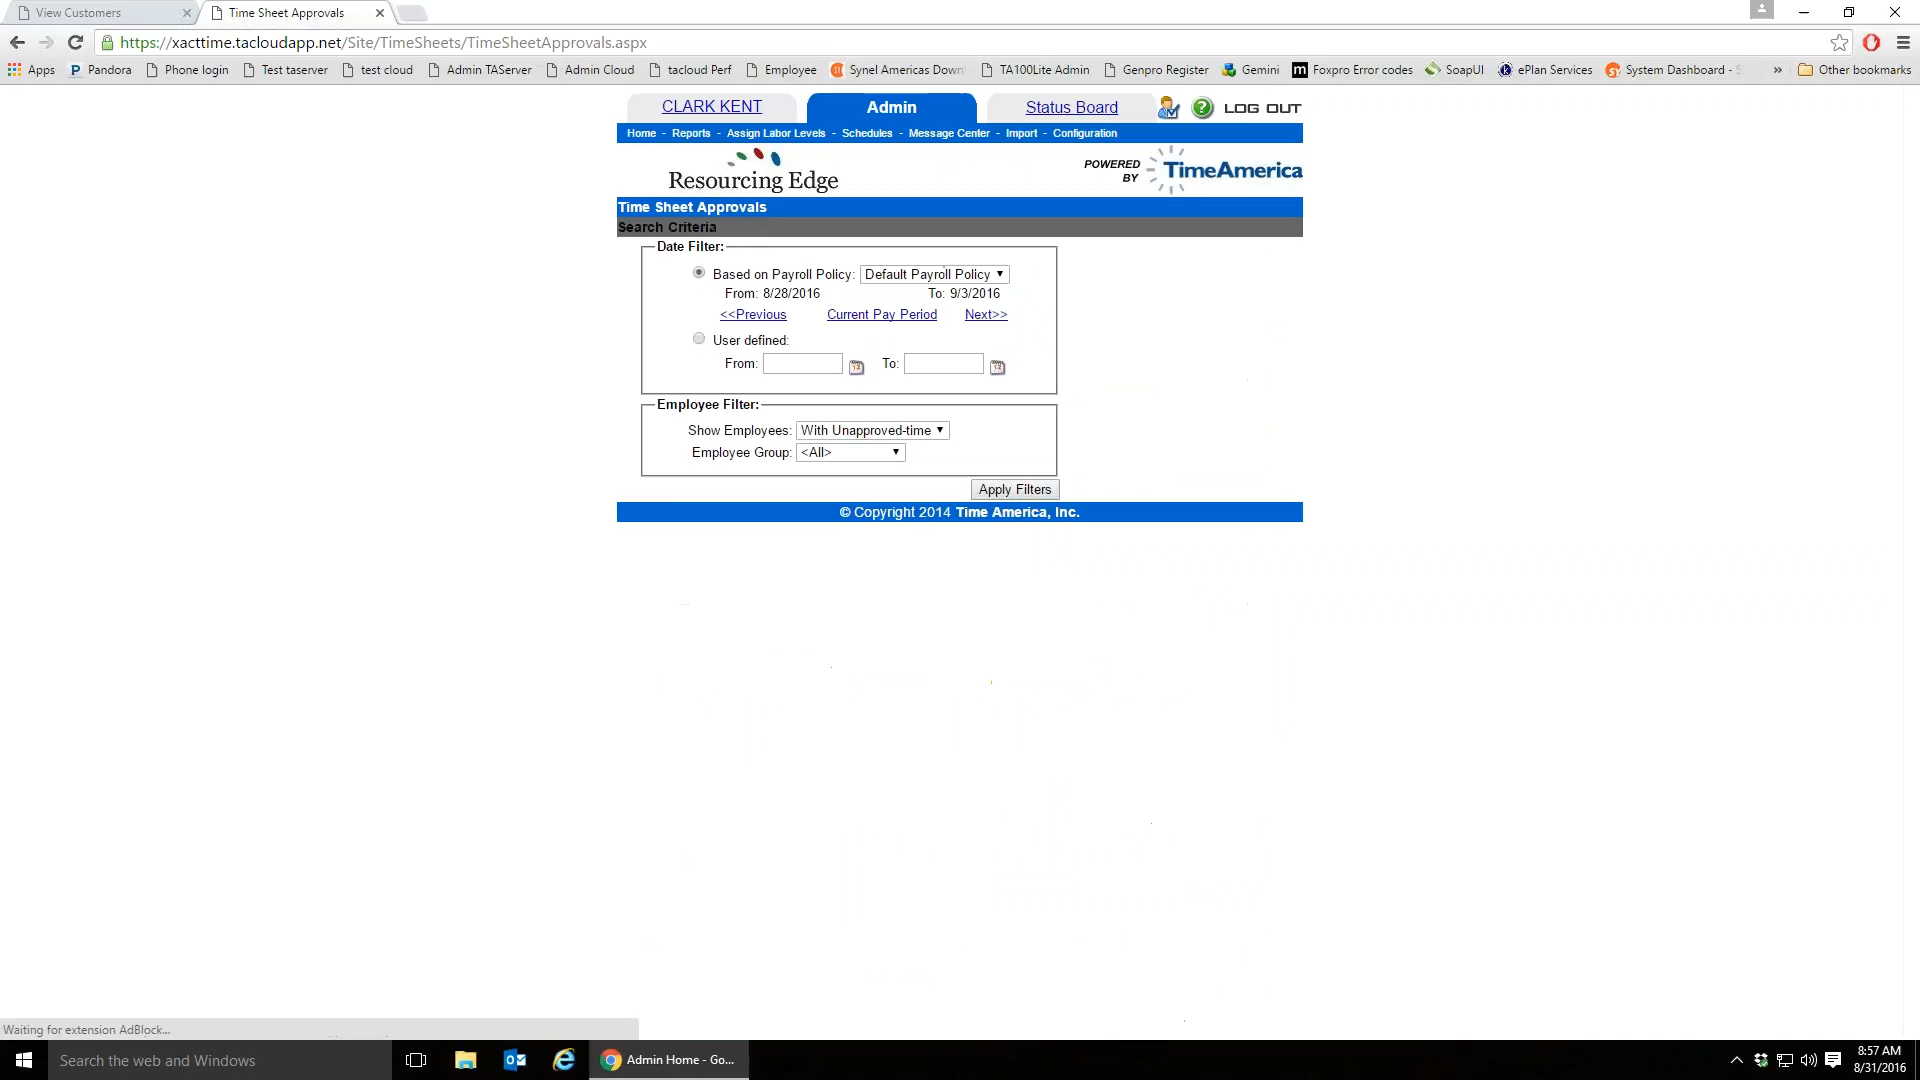 View Customers
Time Sheet Approvals
https://xacttime.tacloudapp.net/Site/TimeSheets/TimeSheetApprovals.aspx
Apps Pandora Phone login Test taserver test cloud Admin TAServer Admin Cloud tacloud Perf Employee Synel Americas Down TA100Lite Admin Genpro Register Gemini Foxpro Error codes SoapUI ePlan Services System Dashboard - » Other bookmarks
CLARK KENT Admin Status Board LOG OUT
Home - Reports - Assign Labor Levels - Schedules - Message Center - Import - Configuration
Resourcing Edge
POWERED BY TimeAmerica
Time Sheet Approvals
Search Criteria
Date Filter:
Based on Payroll Policy: Default Payroll Policy
From: 8/28/2016 To: 9/3/2016
<<Previous Current Pay Period Next>>
User defined:
From: To:
Employee Filter:
Show Employees: With Unapproved-time
Employee Group: <All>
Apply Filters
© Copyright 2014 Time America, Inc.
Waiting for extension AdBlock...
Search the web and Windows
Admin Home - Go...
8:57 AM
8/31/2016